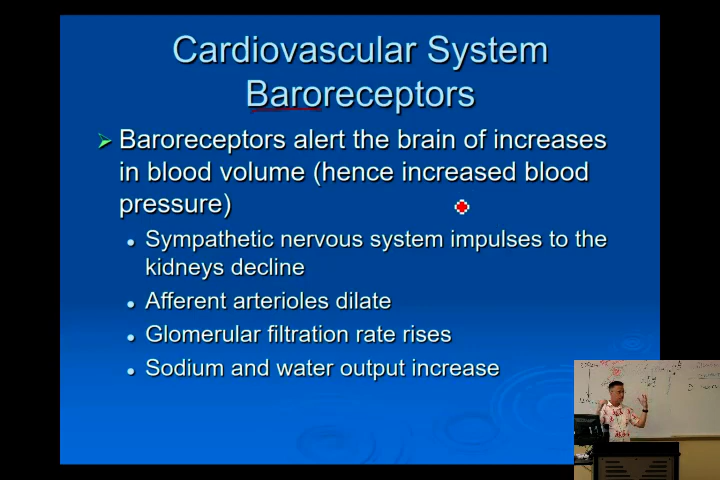 Cardiovascular System
Baroreceptors
Baroreceptors alert the brain of increases
in blood volume (hence increased blood
pressure)
Sympathetic nervous system impulses to the
kidneys decline
Afferent arterioles dilate
Glomerular filtration rate rises
Sodium and water output increase